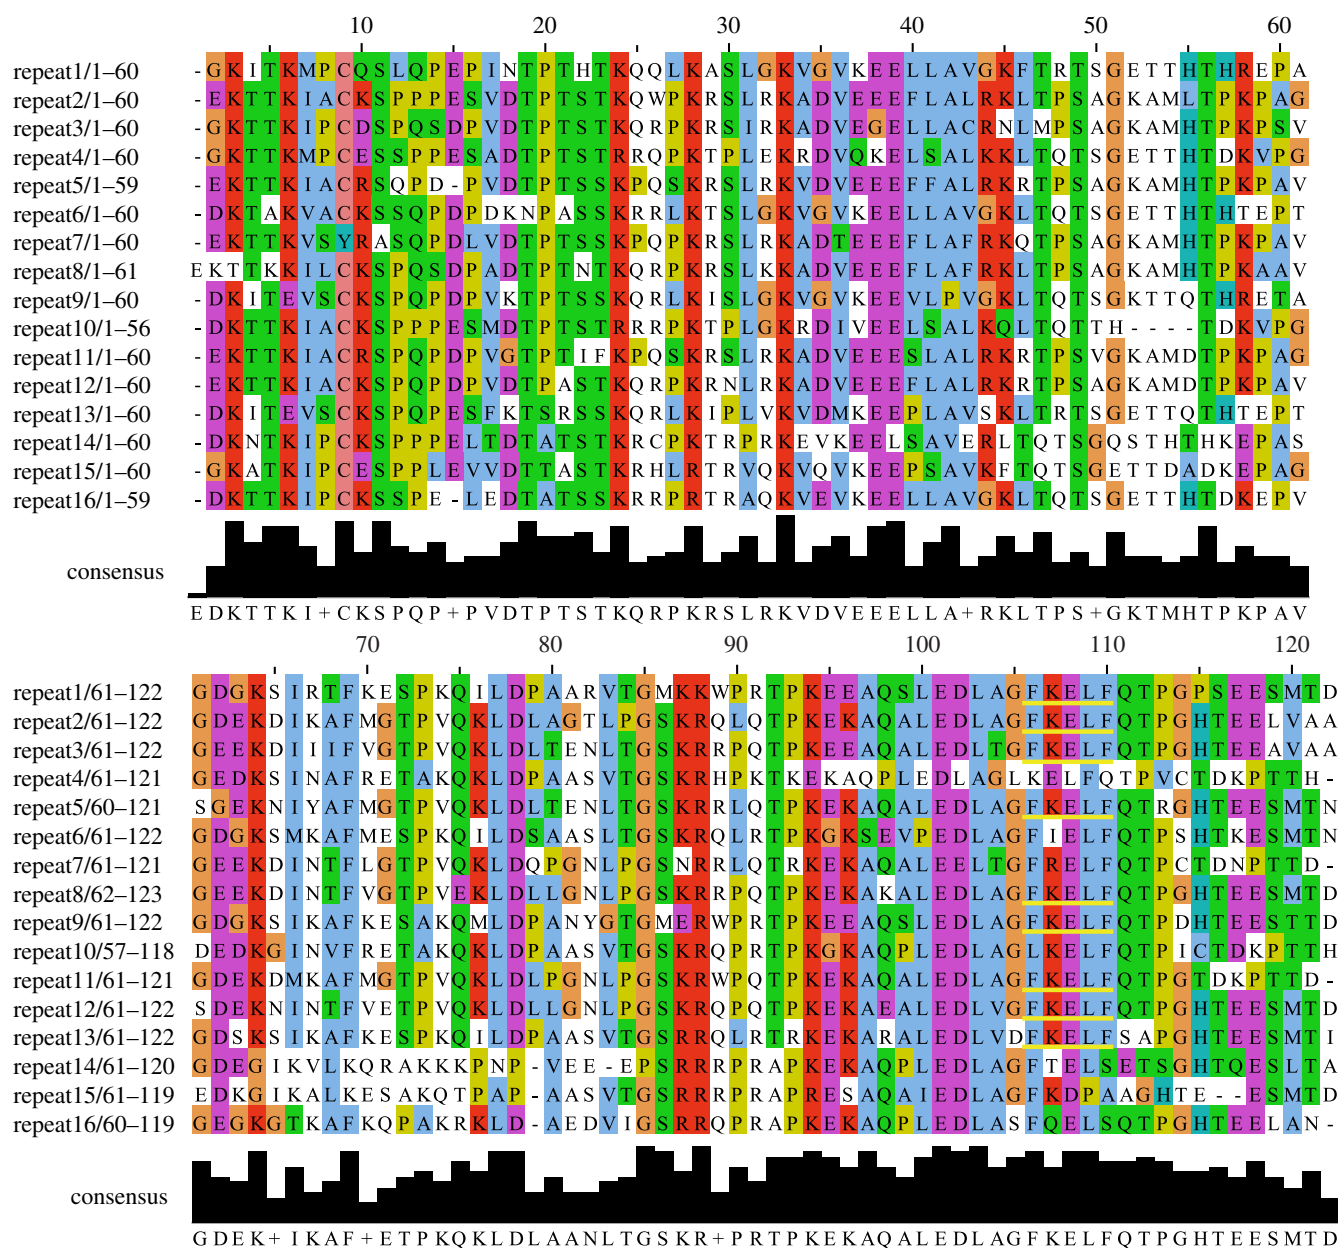 10 20 30 40 50 60
repeat1/1–60 -GKITKMPCQSLQPEPINTPTHTKQQLKASLGKVGVKEELLAVGKFTRTSGETTHTHREPA
repeat2/1–60 -EKTTKIACKSPPPESVDTPTSTKQWPKRSLRKADVEEEFLALRKLTPSAGKAMLTPKPAG
repeat3/1–60 -GKTTKIPCDSPQSDPVDTPTSTKQRPKRSIRKADVEGELLACRNLMPSAGKAMHTPKPSV
repeat4/1–60 -GKTTKMPCESSPPESADTPTSTRRQPKTPLEKRDVQKELSALKKLTQTSGETTHTDKVPG
repeat5/1–59 -EKTTKIACRSQPD-PVDTPTSSKPQSKRSLRKVDVEEEFFALRKRTPSAGKAMHTPKPAV
repeat6/1–60 -DKTAKVACKSSQPDPDKNPASSKRRLKTSLGKVGVKEELLAVGKLTQTSGETTHTHTEPT
repeat7/1–60 -EKTTKVSYRASQPDLVDTPTSSKPQPKRSLRKADTEEEFLAFRKQTPSAGKAMHTPKPAV
repeat8/1–61 EKTTKKILCKSPQSDPADTPTNTKQRPKRSLKKADVEEEFLAFRKLTPSAGKAMHTPKAAV
repeat9/1–60 -DKITEVSCKSPQPDPVKTPTSSKQRLKISLGKVGVKEEVLPVGKLTQTSGKTTQTHRETA
repeat10/1–56 -DKTTKIACKSPPPESMDTPTSTRRRPKTPLGKRDIVEELSALKQLTQTTH----TDKVPG
repeat11/1–60 -EKTTKIACRSPQPDPVGTPTIFKPQSKRSLRKADVEEESLALRKRTPSVGKAMDTPKPAG
repeat12/1–60 -EKTTKIACKSPQPDPVDTPASTKQRPKRNLRKADVEEEFLALRKRTPSAGKAMDTPKPAV
repeat13/1–60 -DKITEVSCKSPQPESFKTSRSSKQRLKIPLVKVDMKEEPLAVSKLTRTSGETTQTHTEPT
repeat14/1–60 -DKNTKIPCKSPPPELTDTATSTKRCPKTRPRKEVKEELSAVERLTQTSGQSTHTHKEPAS
repeat15/1–60 -GKATKIPCESPPLEVVDTTASTKRHLRTRVQKVQVKEEPSAVKFTQTSGETTDADKEPAG
repeat16/1–59 -DKTTKIPCKSSPE-LEDTATSSKRRPRTRAQKVEVKEELLAVGKLTQTSGETTHTDKEPV
consensus
EDKTTKI+CKSPQP+PVDTPTSTKQRPKRSLRKVDVEEELLA+RKLTPS+GKTMHTPKPAV
70 80 90 100 110 120
repeat1/61–122 GDGKSIRTFKESPKQILDPAARVTGMKKWPRTPKEEAQSLEDLAGFKELFQTPGPSEESMTD
repeat2/61–122 GDEKDIKAFMGTPVQKLDLAGTLPGSKRQLQTPKEKAQALEDLAGFKELFQTPGHTEELVAA
repeat3/61–122 GEEKDIIIFVGTPVQKLDLTENLTGSKRRPQTPKEEAQALEDLTGFKELFQTPGHTEEAVAA
repeat4/61–121 GEDKSINAFRETAKQKLDPAASVTGSKRHPKTKEKAQPLEDLAGLKELFQTPVCTDKPTTH-
repeat5/60–121 SGEKNIYAFMGTPVQKLDLTENLTGSKRRLQTPKEKAQALEDLAGFKELFQTRGHTEESMTN
repeat6/61–122 GDGKSMKAFMESPKQILDSAASLTGSKRQLRTPKGKSEVPEDLAGFIELFQTPSHTKESMTN
repeat7/61–121 GEEKDINTFLGTPVQKLDQPGNLPGSNRRLQTRKEKAQALEELTGFRELFQTPCTDNPTTD-
repeat8/62–123 GEEKDINTFVGTPVEKLDLLGNLPGSKRRPQTPKEKAKALEDLAGFKELFQTPGHTEESMTD
repeat9/61–122 GDGKSIKAFKESAKQMLDPANYGTGMERWPRTPKEEAQSLEDLAGFKELFQTPDHTEESTTD
repeat10/57–118 DEDKGINVFRETAKQKLDPAASVTGSKRQPRTPKGKAQPLEDLAGLKELFQTPICTDKPTTH
repeat11/61–121 GDEKDMKAFMGTPVQKLDLPGNLPGSKRWPQTPKEKAQALEDLAGFKELFQTPGTDKPTTD-
repeat12/61–122 SDEKNINTFVETPVQKLDLLGNLPGSKRQPQTPKEKAEALEDLVGFKELFQTPGHTEESMTD
repeat13/61–122 GDSKSIKAFKESPKQILDPAASVTGSRRQLRTRKEKARALEDLVDFKELFSAPGHTEESMTI
repeat14/61–120 GDEGIKVLKQRAKKKPNP-VEE-EPSRRRPRAPKEKAQPLEDLAGFTELSETSGHTQESLTA
repeat15/61–119 EDKGIKALKESAKQTPAP-AASVTGSRRRPRAPRESAQAIEDLAGFKDPAAGHTE--ESMTD
repeat16/60–119 GEGKGTKAFKQPAKRKLD-AEDVIGSRRQPRAPKEKAQPLEDLASFQELSQTPGHTEELAN-
consensus
GDEK+IKAF+ETPKQKLDLAANLTGSKR+PRTPKEKAQALEDLAGFKELFQTPGHTEESMTD